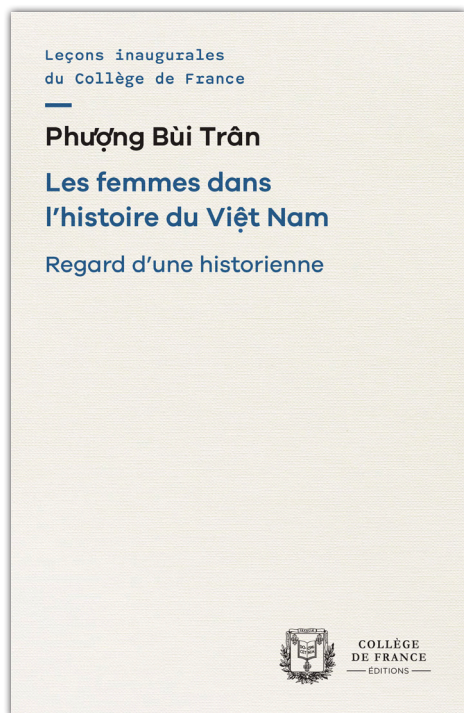 Leçons inaugurales
du Collège de France
Phượng Bùi Trân
Les femmes dans
l’histoire du Việt Nam
Regard d’une historienne
COLLÈGE
DE FRANCE
ÉDITIONS